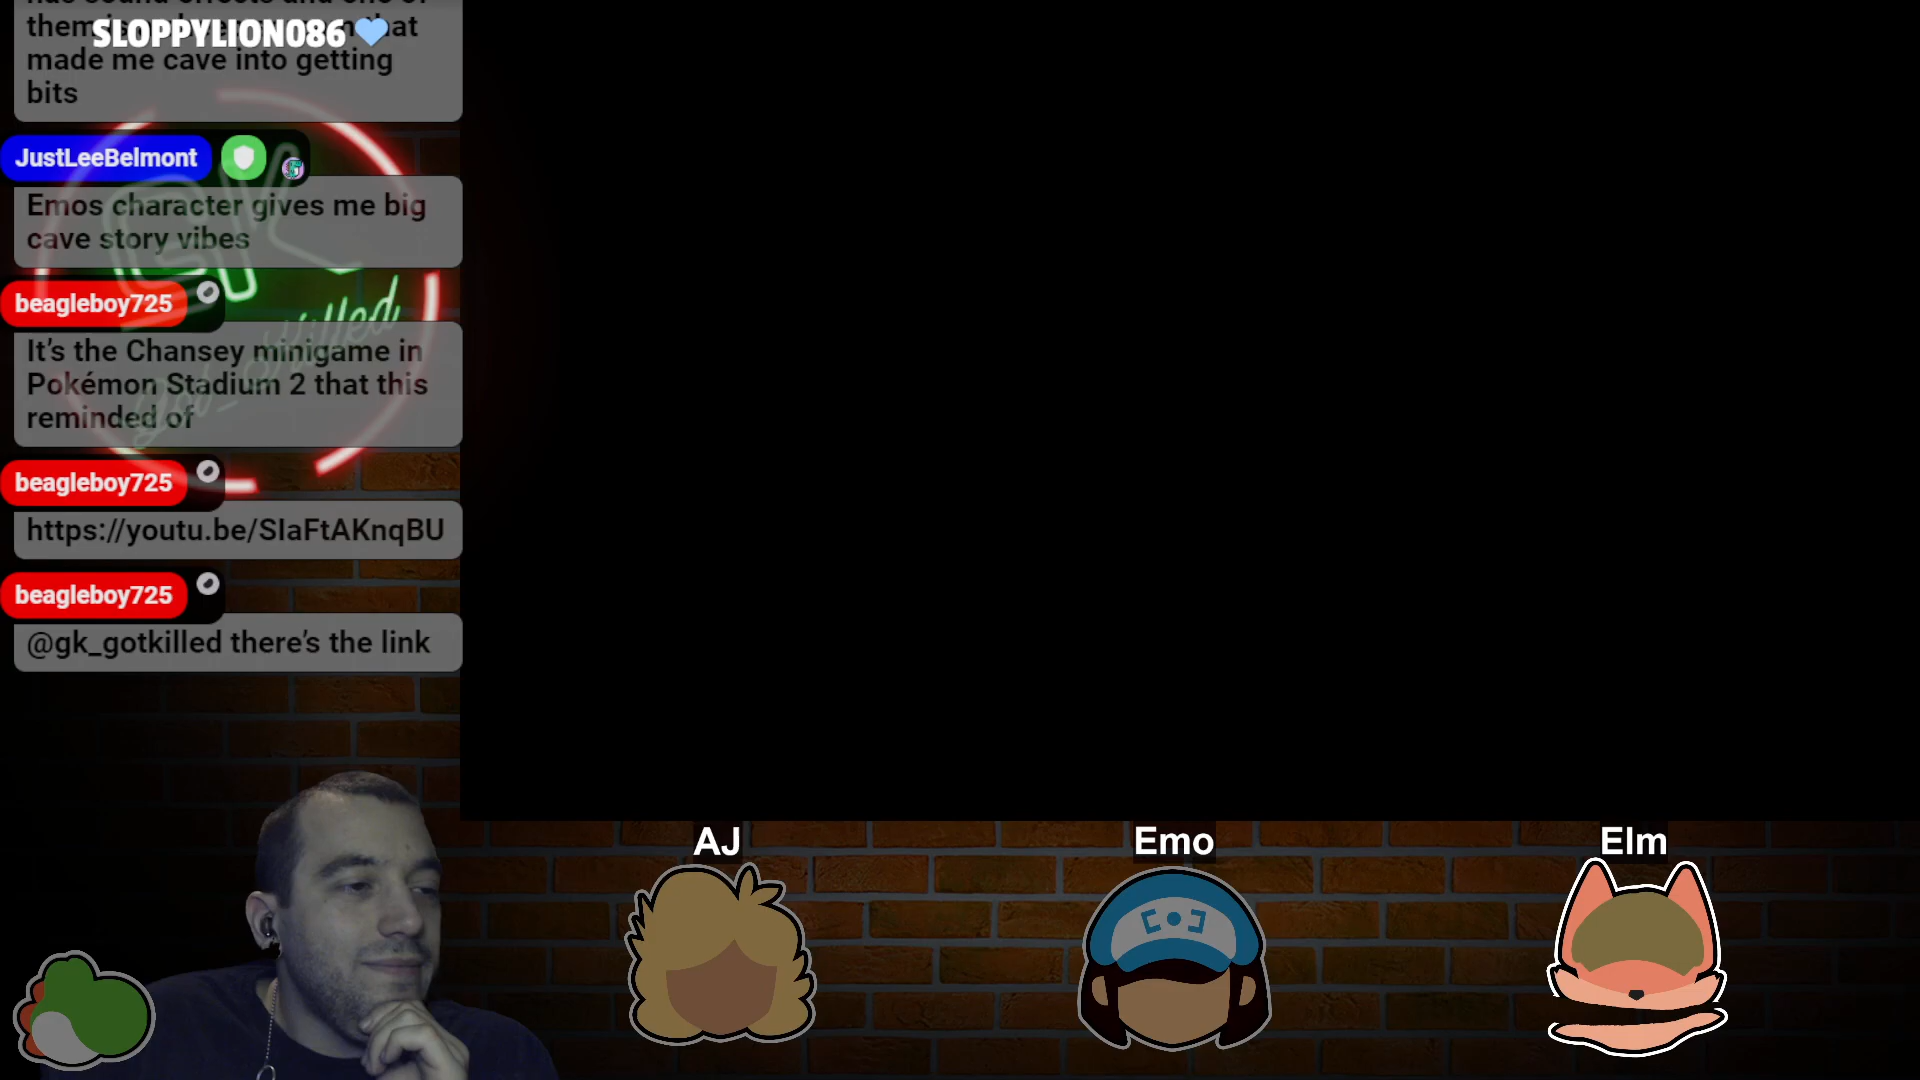 SLOPPYLION086
made me cave into getting
bits
JustLeeBelmont
Emos character gives me big
cave story vibes
beagleboy725
It’s the Chansey minigame in
Pokémon Stadium 2 that this
reminded of
beagleboy725
https://youtu.be/SIaFtAKnqBU
beagleboy725
@gk_gotkilled there’s the link
GK
AJ
Emo
Elm